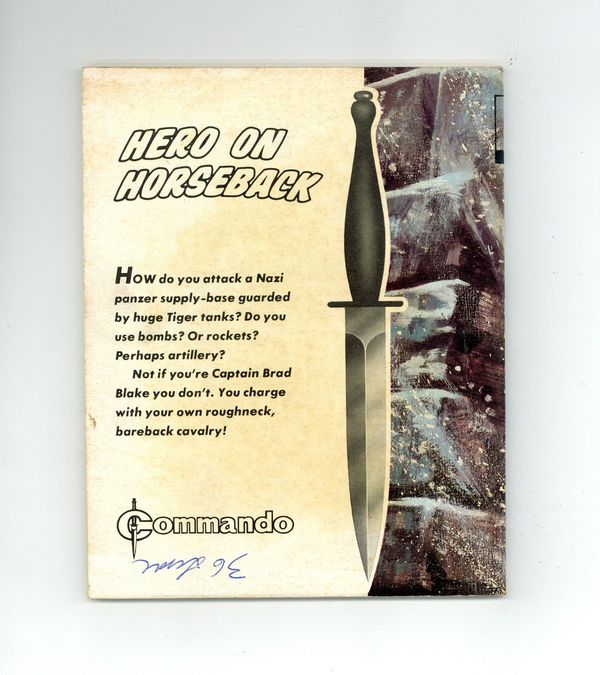 HERO ON
HORSEBACK
HOW do you attack a Nazi
panzer supply-base guarded
by huge Tiger tanks? Do you
use bombs? Or rockets?
Perhaps artillery?
Not if you're Captain Brad
Blake you don't. You charge
with your own roughneck,
bareback cavalry!
Commando
36